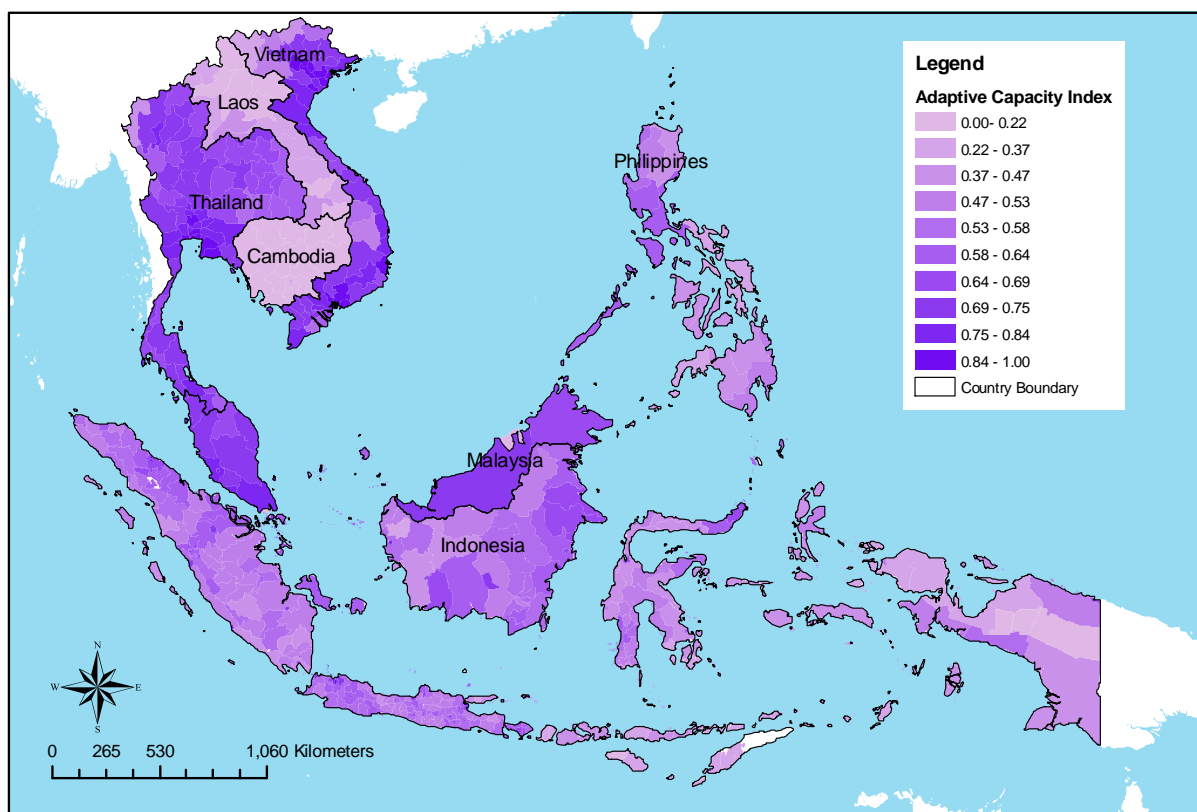 Vietnam
Laos
Thailand
Cambodia
Philippines
Malaysia
Indonesia
Legend
Adaptive Capacity Index
0.00- 0.22
0.22 - 0.37
0.37 - 0.47
0.47 - 0.53
0.53 - 0.58
0.58 - 0.64
0.64 - 0.69
0.69 - 0.75
0.75 - 0.84
0.84 - 1.00
Country Boundary
N
W E
S
0 265 530 1,060 Kilometers